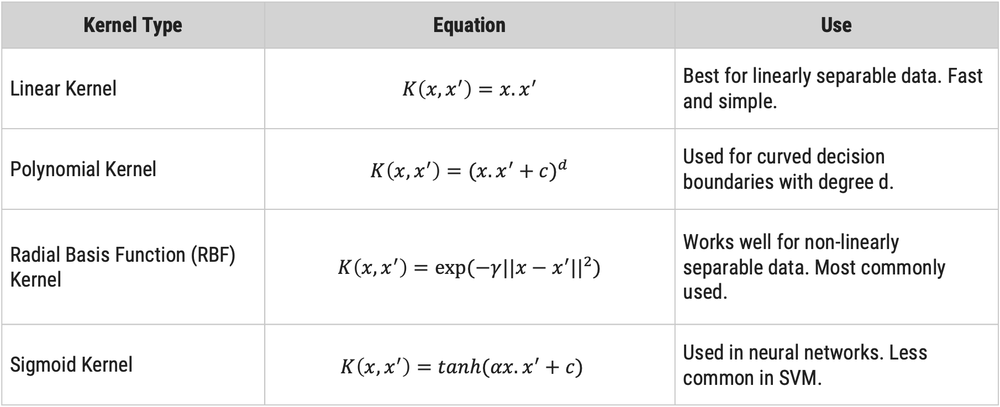 Kernel Type Equation Use
Linear Kernel
K(x, x′) = x. x′
Best for linearly separable data. Fast
and simple.
Polynomial Kernel
K(x, x′) = (x. x′ + c)ᵈ
Used for curved decision
boundaries with degree d.
Radial Basis Function (RBF)
Kernel
K(x, x′) = exp(−γ||x − x′||²)
Works well for non-linearly
separable data. Most commonly
used.
Sigmoid Kernel
K(x, x′) = tanh(αx. x′ + c)
Used in neural networks. Less
common in SVM.